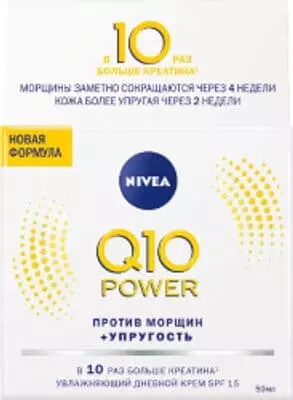 В 10 РАЗ
БОЛЬШЕ КРЕАТИНА¹
МОРЩИНЫ ЗАМЕТНО СОКРАЩАЮТСЯ ЧЕРЕЗ 4 НЕДЕЛИ
КОЖА БОЛЕЕ УПРУГАЯ ЧЕРЕЗ 2 НЕДЕЛИ
НОВАЯ
ФОРМУЛА
NIVEA
Q10
POWER
ПРОТИВ МОРЩИН
+УПРУГОСТЬ
В 10 РАЗ БОЛЬШЕ КРЕАТИНА¹
УВЛАЖНЯЮЩИЙ ДНЕВНОЙ КРЕМ SPF 15
50мл